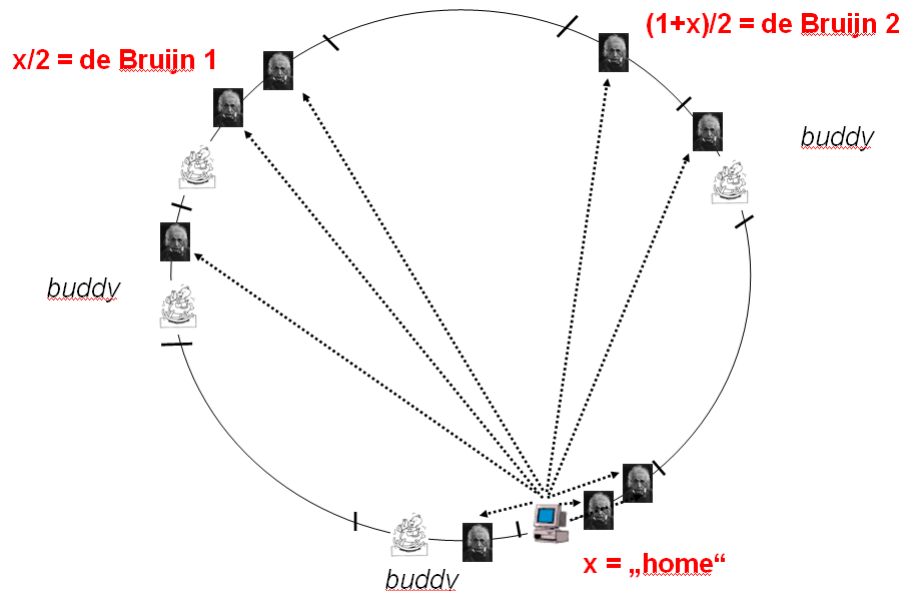 x/2 = de Bruijn 1
(1+x)/2 = de Bruijn 2
buddy
buddy
buddy
x = „home“